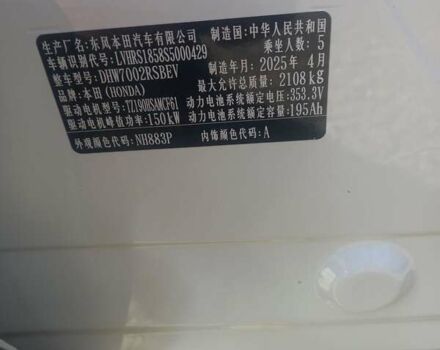 生产厂名：东风本田汽车有限公司 制造国：中华人民共和国
车辆识别代号：LVHRS1858S5000429 乘坐人数：5
整车型号：DHW7002RSBEV 制造年月：2025年4月
品牌：本田(HONDA) 最大允许总质量：2108kg
驱动电机型号：TZ190HSAMCF61 动力电池系统额定电压：353.3V
驱动电机峰值功率：150kW 动力电池系统额定容量：195Ah
外观颜色代码：NH883P 内饰颜色代码：A